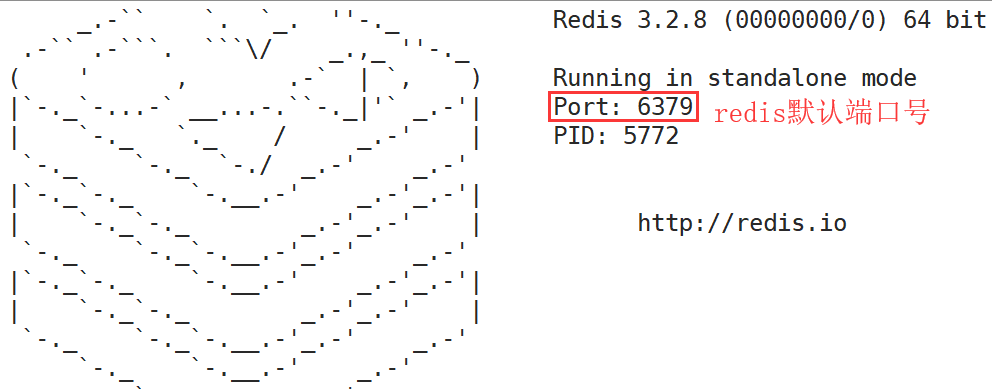 Redis 3.2.8 (00000000/0) 64 bit
Running in standalone mode
Port: 6379 redis默认端口号
PID: 5772
http://redis.io